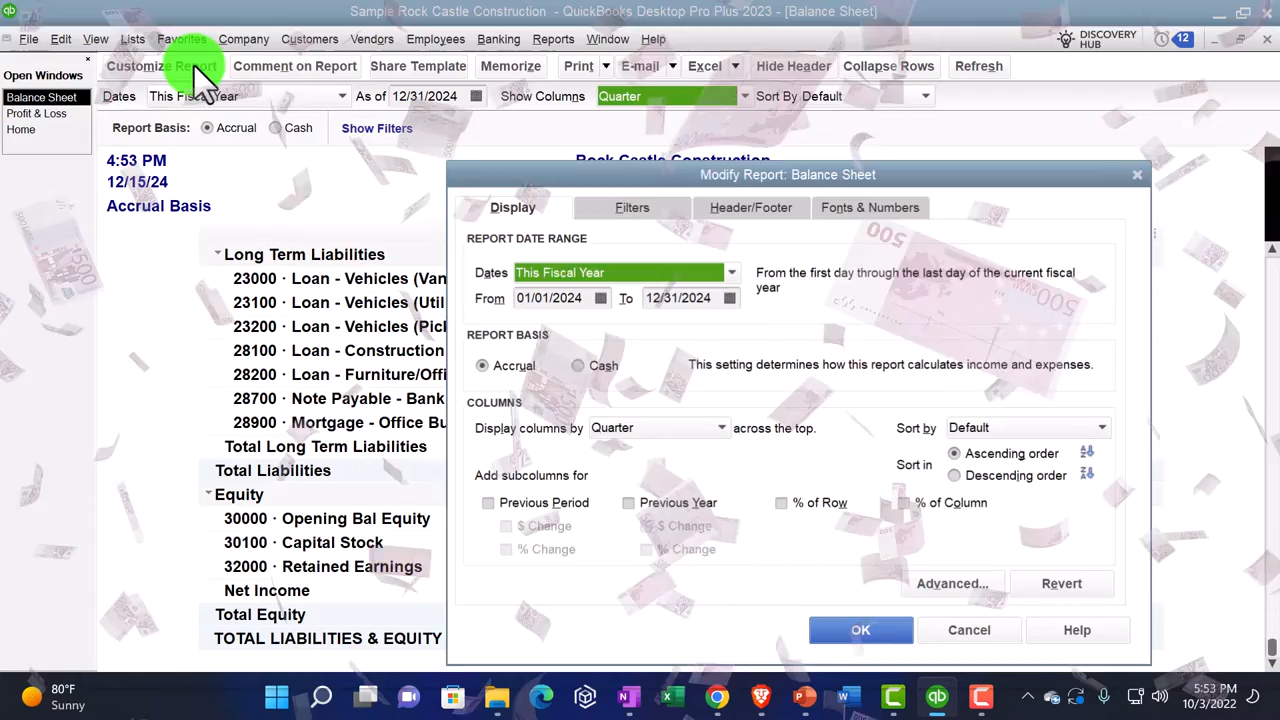 Sample Rock Castle Construction - QuickBooks Desktop Pro Plus 2023 - [Balance Sheet]
File Edit View Lists Favorites Company Customers Vendors Employees Banking Reports Window Help
DISCOVERY HUB 12
Customize Report Comment on Report Share Template Memorize Print E-mail Excel Hide Header Collapse Rows Refresh
Open Windows
Balance Sheet
Profit & Loss
Home
Dates This Fiscal Year As of 12/31/2024 Show Columns Quarter Sort By Default
Report Basis: Accrual Cash Show Filters
4:53 PM
12/15/24
Accrual Basis
Rock Castle Construction
Long Term Liabilities
23000 · Loan - Vehicles (Van
23100 · Loan - Vehicles (Util
23200 · Loan - Vehicles (Pick
28100 · Loan - Construction
28200 · Loan - Furniture/Offi
28700 · Note Payable - Bank
28900 · Mortgage - Office Bu
Total Long Term Liabilities
Total Liabilities
Equity
30000 · Opening Bal Equity
30100 · Capital Stock
32000 · Retained Earnings
Net Income
Total Equity
TOTAL LIABILITIES & EQUITY
Modify Report: Balance Sheet
Display Filters Header/Footer Fonts & Numbers
REPORT DATE RANGE
Dates This Fiscal Year From the first day through the last day of the current fiscal
year
From 01/01/2024 To 12/31/2024
REPORT BASIS
Accrual Cash This setting determines how this report calculates income and expenses.
COLUMNS
Display columns by Quarter across the top. Sort by Default
Sort in Ascending order
Descending order
Add subcolumns for
Previous Period Previous Year % of Row % of Column
$ Change $ Change
% Change % Change
Advanced... Revert
OK Cancel Help
500
500
500
80°F
Sunny
5:53 PM
10/3/2022